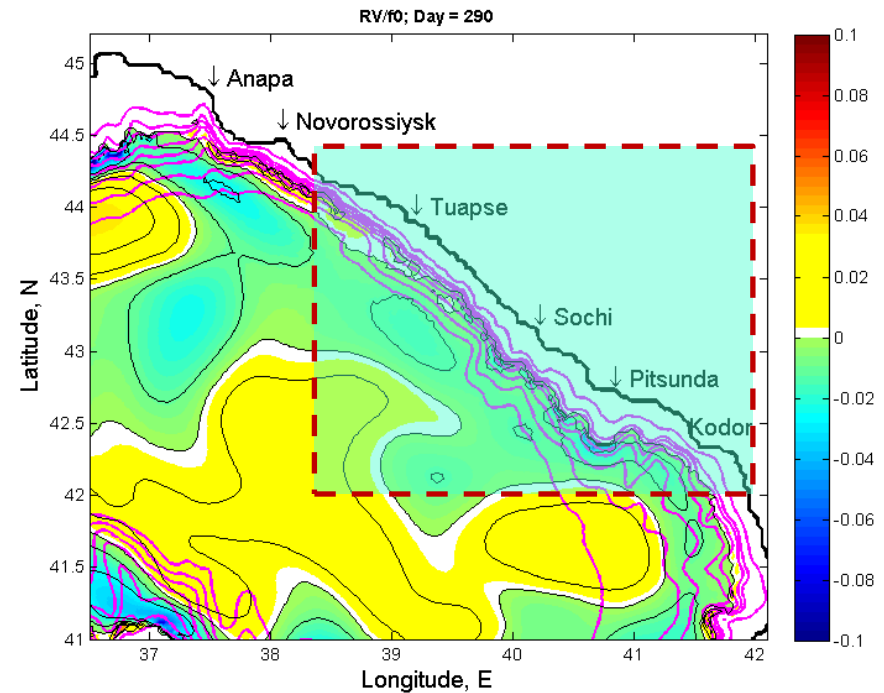 RV/f0; Day = 290
45
44.5
44
43.5
43
42.5
42
41.5
41
Latitude, N
↓ Anapa
↓ Novorossiysk
↓ Tuapse
↓ Sochi
↓ Pitsunda
Kodor
37
38
39
40
41
42
Longitude, E
0.1
0.08
0.06
0.04
0.02
0
-0.02
-0.04
-0.06
-0.08
-0.1